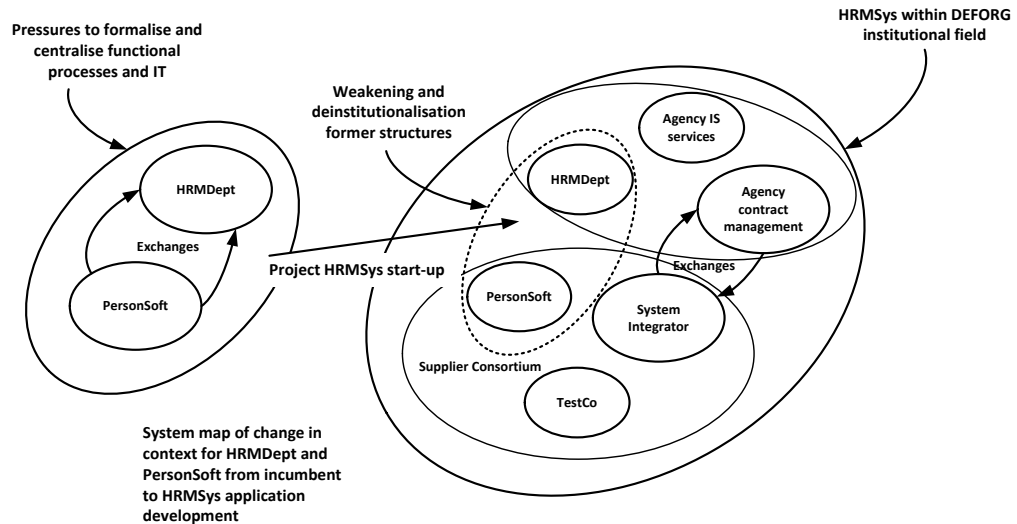 Pressures to formalise and
centralise functional
processes and IT
HRMDept
Exchanges
PersonSoft
Project HRMSys start-up
Weakening and
deinstitutionalisation
former structures
HRMSys within DEFORG
institutional field
Agency IS
services
HRMDept
Agency
contract
management
Exchanges
PersonSoft
System
Integrator
Supplier Consortium
TestCo
System map of change in
context for HRMDept and
PersonSoft from incumbent
to HRMSys application
development